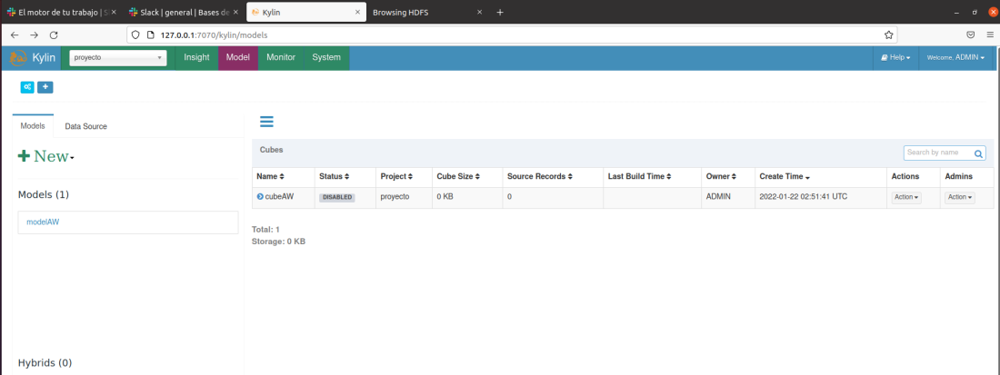 El motor de tu trabajo | S
Slack | general | Bases de
Kylin
Browsing HDFS
127.0.0.1:7070/kylin/models
Kylin
proyecto
Insight
Model
Monitor
System
Help
Welcome, ADMIN
Models
Data Source
+ New
Models (1)
modelAW
Hybrids (0)
Cubes
Search by name
Name Status Project Cube Size Source Records Last Build Time Owner Create Time Actions Admins
cubeAW DISABLED proyecto 0 KB 0 ADMIN 2022-01-22 02:51:41 UTC Action Action
Total: 1
Storage: 0 KB